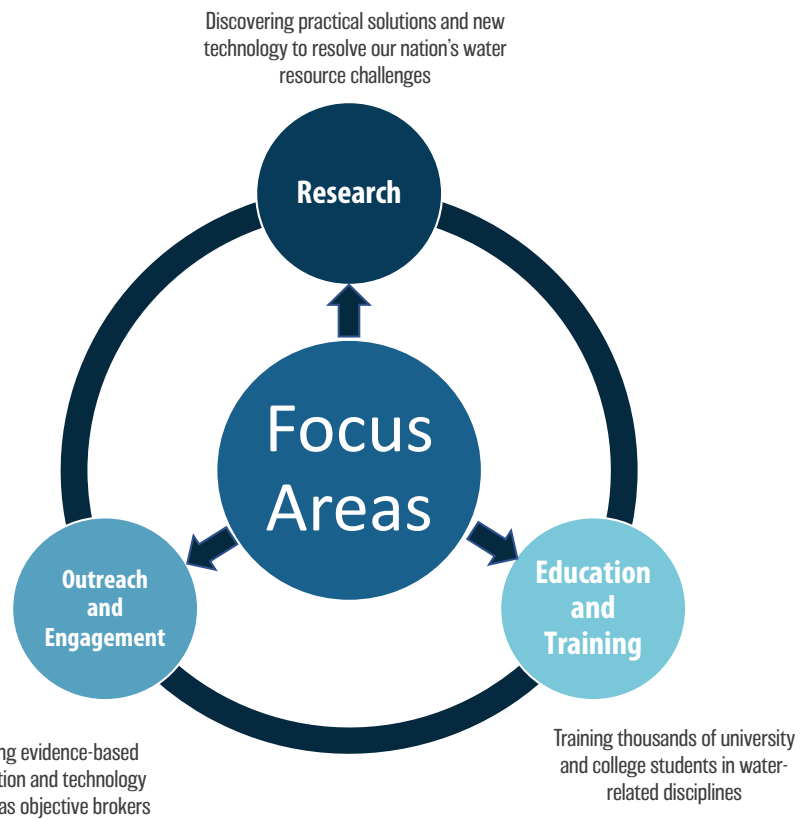 Discovering practical solutions and new
technology to resolve our nation's water
resource challenges
Research
Focus
Areas
Outreach
and
Engagement
Education
and
Training
ng evidence-based
tion and technology
as objective brokers
Training thousands of university
and college students in water-
related disciplines